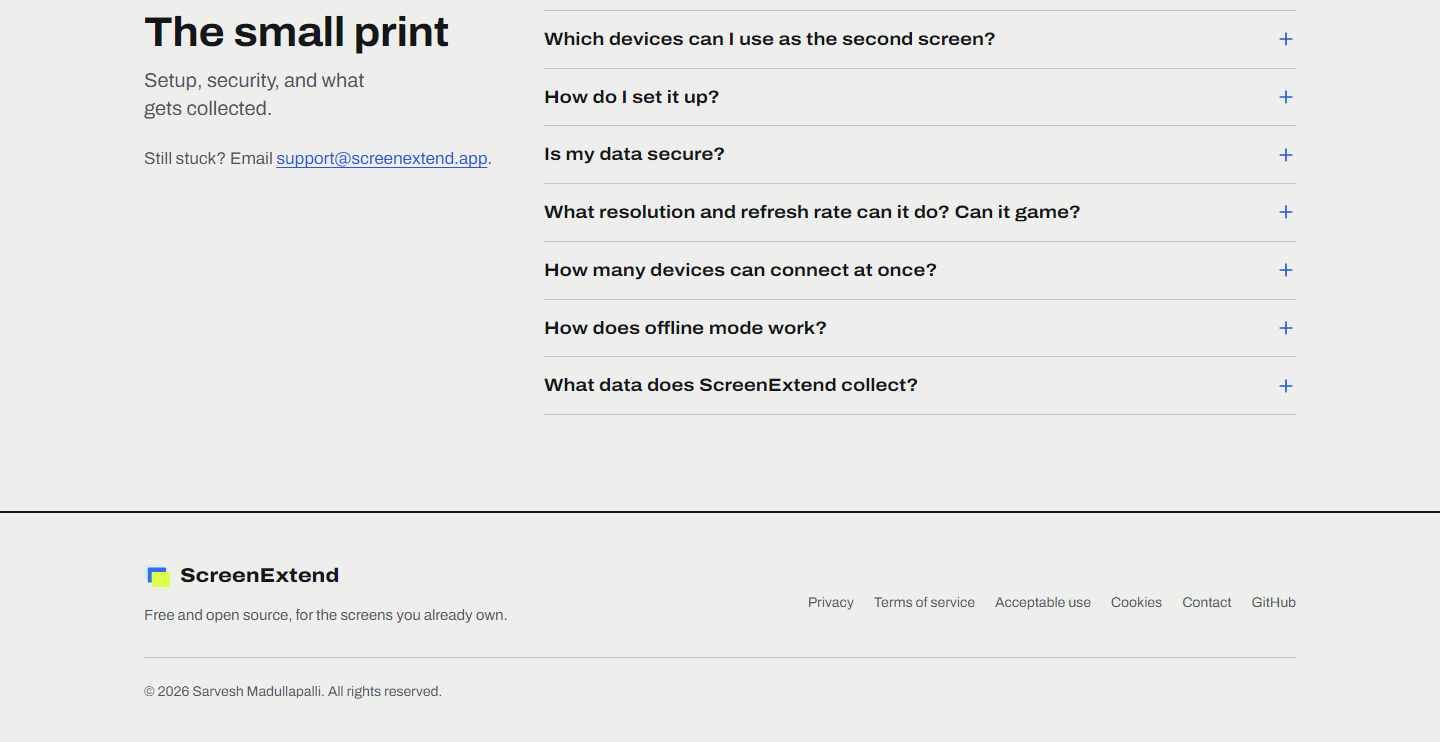 The small print
Setup, security, and what
gets collected.
Still stuck? Email support@screenextend.app.
Which devices can I use as the second screen?
How do I set it up?
Is my data secure?
What resolution and refresh rate can it do? Can it game?
How many devices can connect at once?
How does offline mode work?
What data does ScreenExtend collect?
ScreenExtend
Free and open source, for the screens you already own.
Privacy Terms of service Acceptable use Cookies Contact GitHub
© 2026 Sarvesh Madullapalli. All rights reserved.